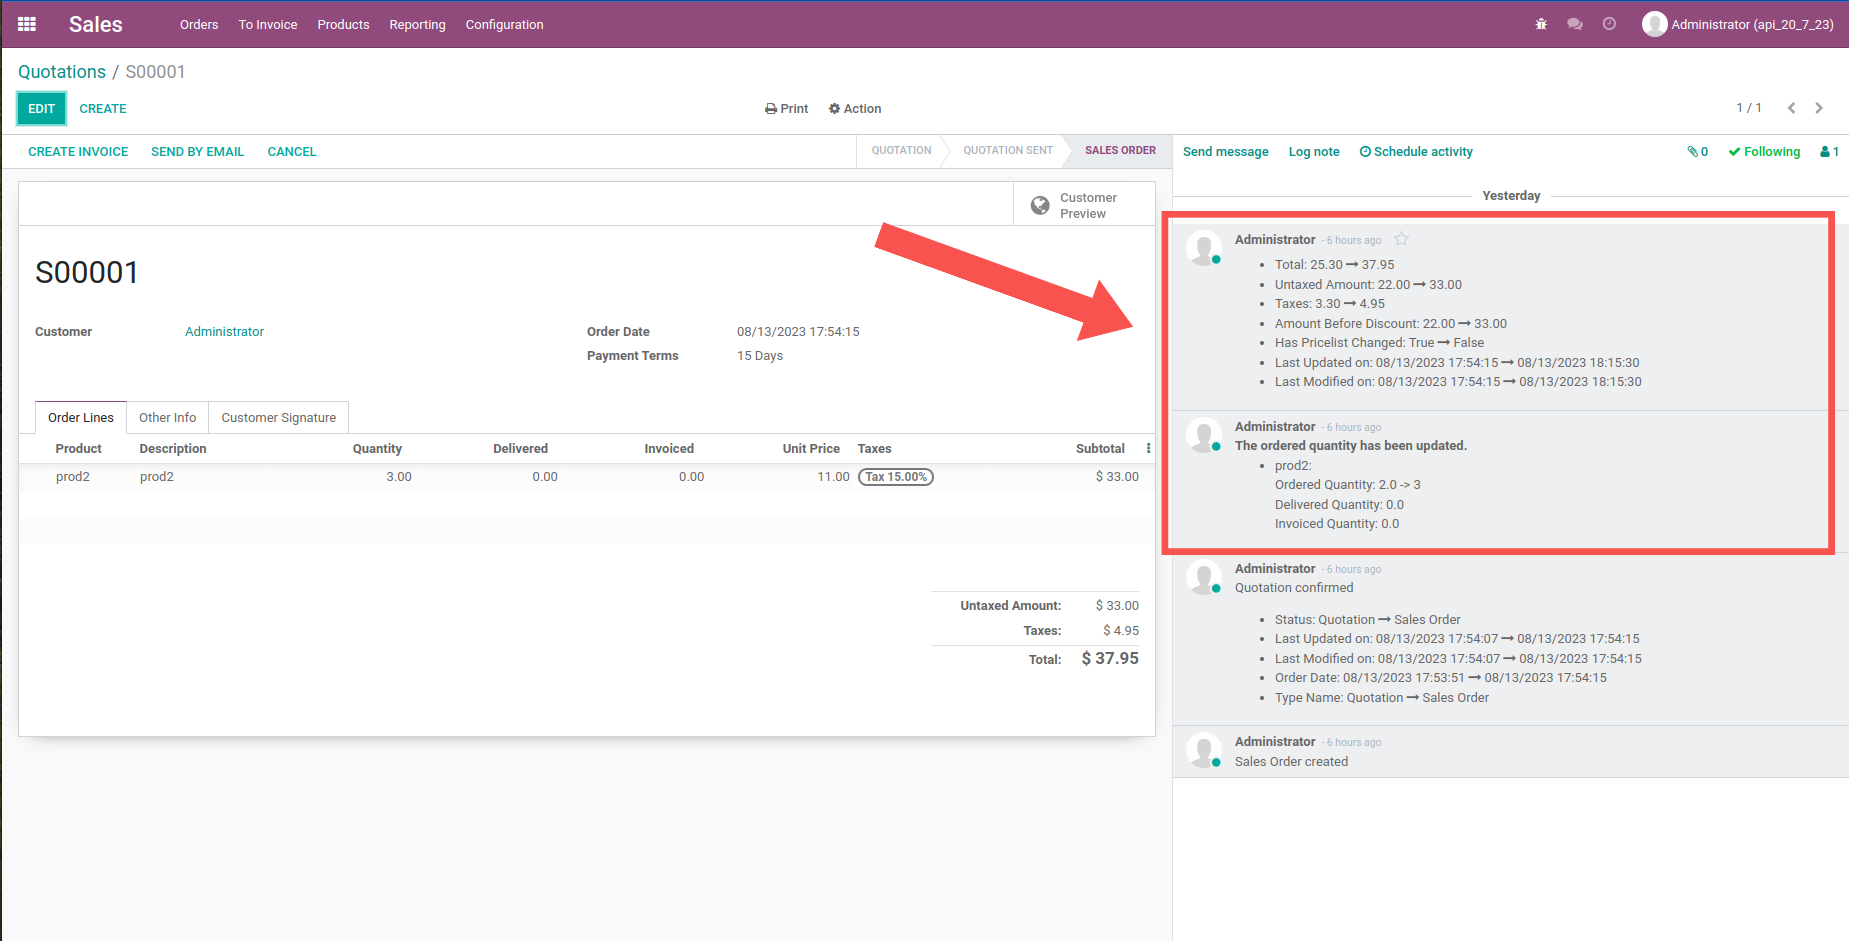 Sales Orders To Invoice Products Reporting Configuration Administrator (api_20_7_23)
Quotations / S00001
EDIT CREATE Print Action 1 / 1
CREATE INVOICE SEND BY EMAIL CANCEL QUOTATION QUOTATION SENT SALES ORDER
Customer
Preview
S00001
Customer Administrator Order Date 08/13/2023 17:54:15
Payment Terms 15 Days
Order Lines Other Info Customer Signature
Product Description Quantity Delivered Invoiced Unit Price Taxes Subtotal
prod2 prod2 3.00 0.00 0.00 11.00 Tax 15.00% $ 33.00
Untaxed Amount: $ 33.00
Taxes: $ 4.95
Total: $ 37.95
Send message Log note Schedule activity 0 Following 1
Yesterday
Administrator - 6 hours ago
• Total: 25.30 → 37.95
• Untaxed Amount: 22.00 → 33.00
• Taxes: 3.30 → 4.95
• Amount Before Discount: 22.00 → 33.00
• Has Pricelist Changed: True → False
• Last Updated on: 08/13/2023 17:54:15 → 08/13/2023 18:15:30
• Last Modified on: 08/13/2023 17:54:15 → 08/13/2023 18:15:30
Administrator - 6 hours ago
The ordered quantity has been updated.
• prod2:
Ordered Quantity: 2.0 -> 3
Delivered Quantity: 0.0
Invoiced Quantity: 0.0
Administrator - 6 hours ago
Quotation confirmed
• Status: Quotation → Sales Order
• Last Updated on: 08/13/2023 17:54:07 → 08/13/2023 17:54:15
• Last Modified on: 08/13/2023 17:54:07 → 08/13/2023 17:54:15
• Order Date: 08/13/2023 17:53:51 → 08/13/2023 17:54:15
• Type Name: Quotation → Sales Order
Administrator - 6 hours ago
Sales Order created